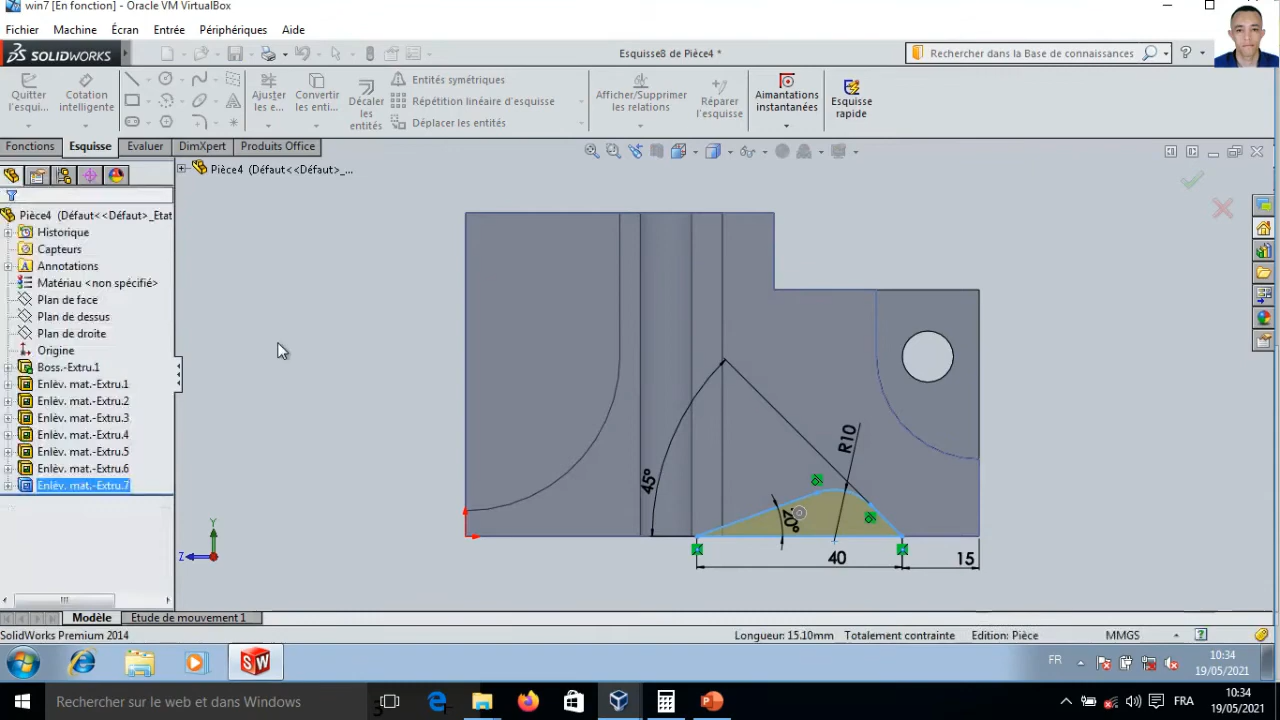 win7 [En fonction] - Oracle VM VirtualBox
Fichier Machine Écran Entrée Périphériques Aide
SOLIDWORKS
Esquisse8 de Pièce4 *
Rechercher dans la Base de connaissances
Quitter l'esqui...
Cotation intelligente
Ajuster les e...
Convertir les enti...
Décaler les entités
Entités symétriques
Répétition linéaire d'esquisse
Déplacer les entités
Afficher/Supprimer les relations
Réparer l'esquisse
Aimantations instantanées
Esquisse rapide
Fonctions Esquisse Evaluer DimXpert Produits Office
Pièce4 (Défaut<<Défaut>_...
Pièce4 (Défaut<<Défaut>_Etat
Historique
Capteurs
Annotations
Matériau <non spécifié>
Plan de face
Plan de dessus
Plan de droite
Origine
Boss.-Extru.1
Enlèv. mat.-Extru.1
Enlèv. mat.-Extru.2
Enlèv. mat.-Extru.3
Enlèv. mat.-Extru.4
Enlèv. mat.-Extru.5
Enlèv. mat.-Extru.6
Enlèv. mat.-Extru.7
45°
R10
20°
40
15
Y
Z
Modèle Etude de mouvement 1
SolidWorks Premium 2014
Longueur: 15.10mm Totalement contrainte Edition: Pièce MMGS
FR
10:34
19/05/2021
Rechercher sur le web et dans Windows
FRA
10:34
19/05/2021